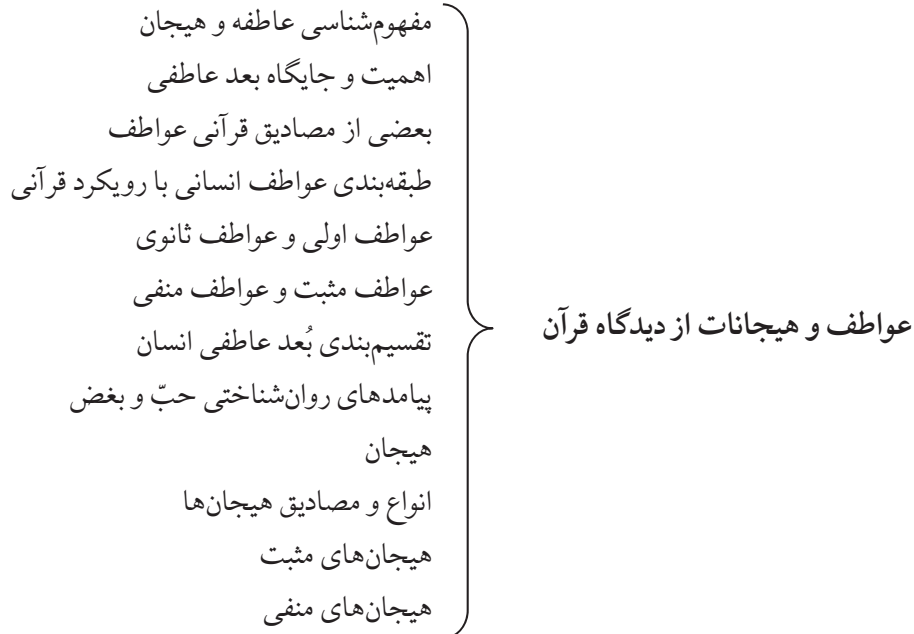 عواطف و هیجانات از دیدگاه قرآن
مفهوم‌شناسی عاطفه و هیجان
اهمیت و جایگاه بعد عاطفی
بعضی از مصادیق قرآنی عواطف
طبقه‌بندی عواطف انسانی با رویکرد قرآنی
عواطف اولی و عواطف ثانوی
عواطف مثبت و عواطف منفی
تقسیم‌بندی بُعد عاطفی انسان
پیامدهای روان‌شناختی حبّ و بغض
هیجان
انواع و مصادیق هیجان‌ها
هیجان‌های مثبت
هیجان‌های منفی